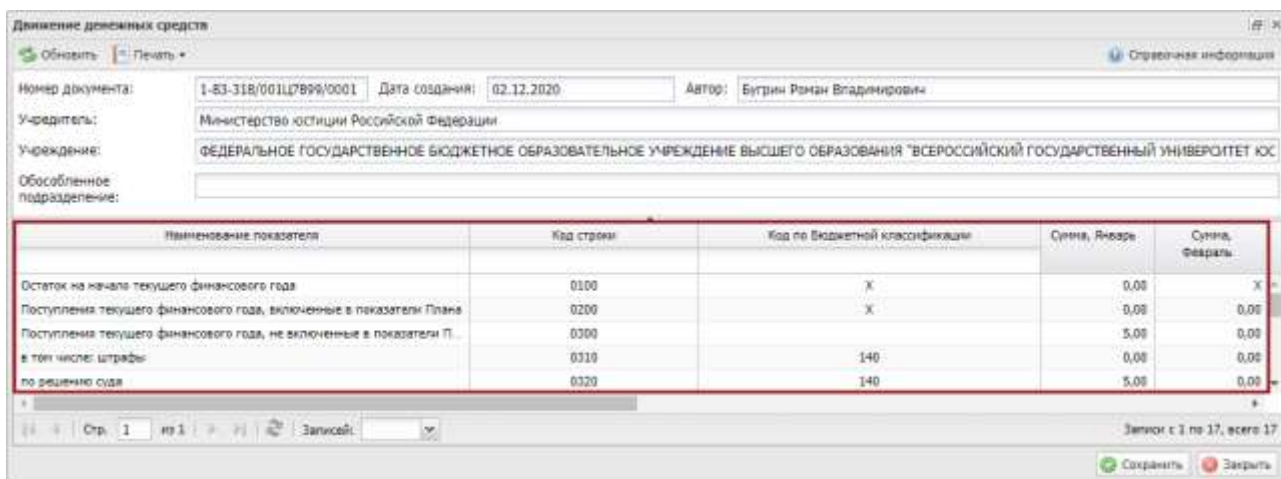 Движение денежных средств
Обновить Печать Справочная информация
Номер документа: 1-83-318/001Ц7899/0001 Дата создания: 02.12.2020 Автор: Бугрин Роман Владимирович
Учредитель: Министерство юстиции Российской Федерации
Учреждение: ФЕДЕРАЛЬНОЕ ГОСУДАРСТВЕННОЕ БЮДЖЕТНОЕ ОБРАЗОВАТЕЛЬНОЕ УЧРЕЖДЕНИЕ ВЫСШЕГО ОБРАЗОВАНИЯ "ВСЕРОССИЙСКИЙ ГОСУДАРСТВЕННЫЙ УНИВЕРСИТЕТ ЮС
Обособленное
подразделение:
Наименование показателя Код строки Код по Бюджетной классификации Сумма, Январь Сумма, Февраль
Остаток на начало текущего финансового года 0100 X 0,00 X
Поступления текущего финансового года, включенные в показатели Плана 0200 X 0,00 0,00
Поступления текущего финансового года, не включенные в показатели П... 0300 5,00 0,00
в том числе: штрафы 0310 140 0,00 0,00
по решению суда 0320 140 5,00 0,00
Стр. 1 из 1 Записей: Записи с 1 по 17, всего 17
Сохранить Закрыть